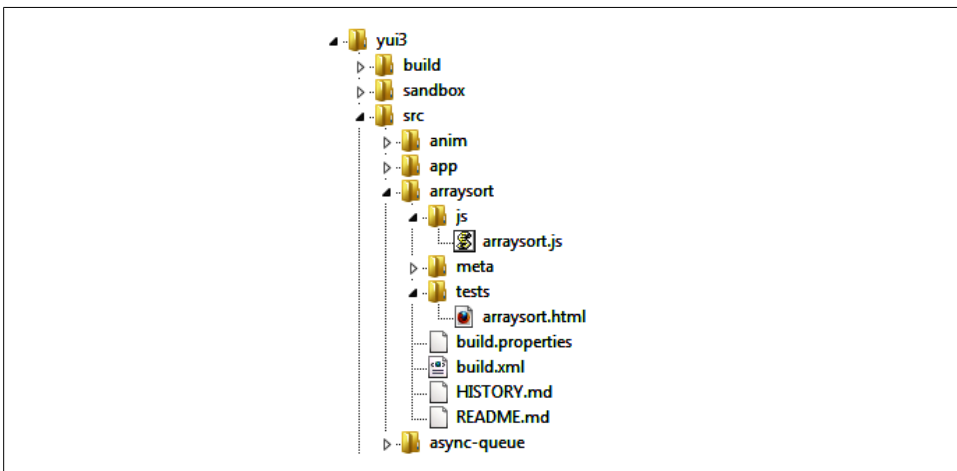 yui3
build
sandbox
src
anim
app
arraysort
js
arraysort.js
meta
tests
arraysort.html
build.properties
build.xml
HISTORY.md
README.md
async-queue